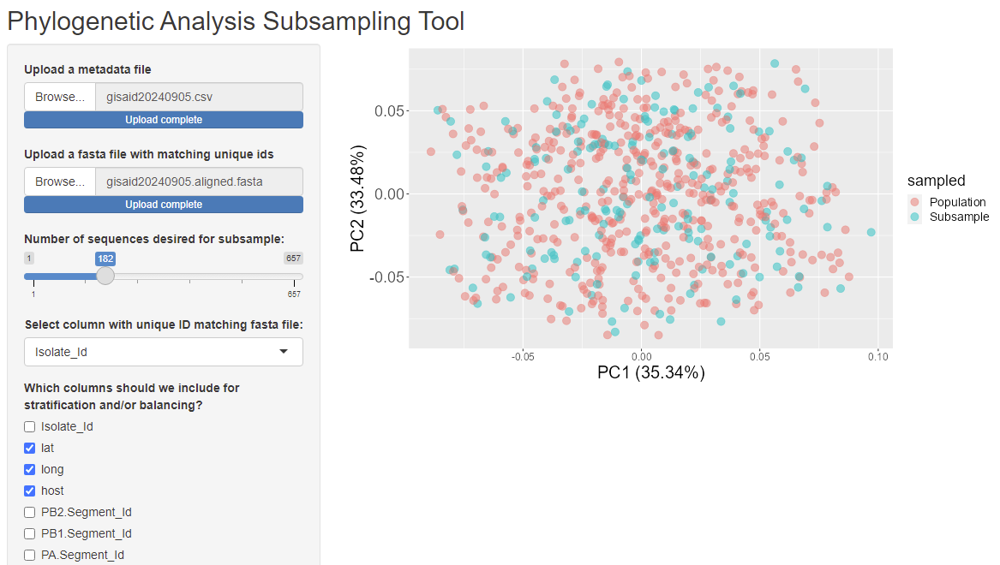 Phylogenetic Analysis Subsampling Tool
Upload a metadata file
Browse... gisaid20240905.csv
Upload complete
Upload a fasta file with matching unique ids
Browse... gisaid20240905.aligned.fasta
Upload complete
Number of sequences desired for subsample:
1 182 657
1 657
Select column with unique ID matching fasta file:
Isolate_Id
Which columns should we include for
stratification and/or balancing?
Isolate_Id
lat
long
host
PB2.Segment_Id
PB1.Segment_Id
PA.Segment_Id
PC2 (33.48%)
0.05
0.00
-0.05
-0.05 0.00 0.05 0.10
PC1 (35.34%)
sampled
Population
Subsample